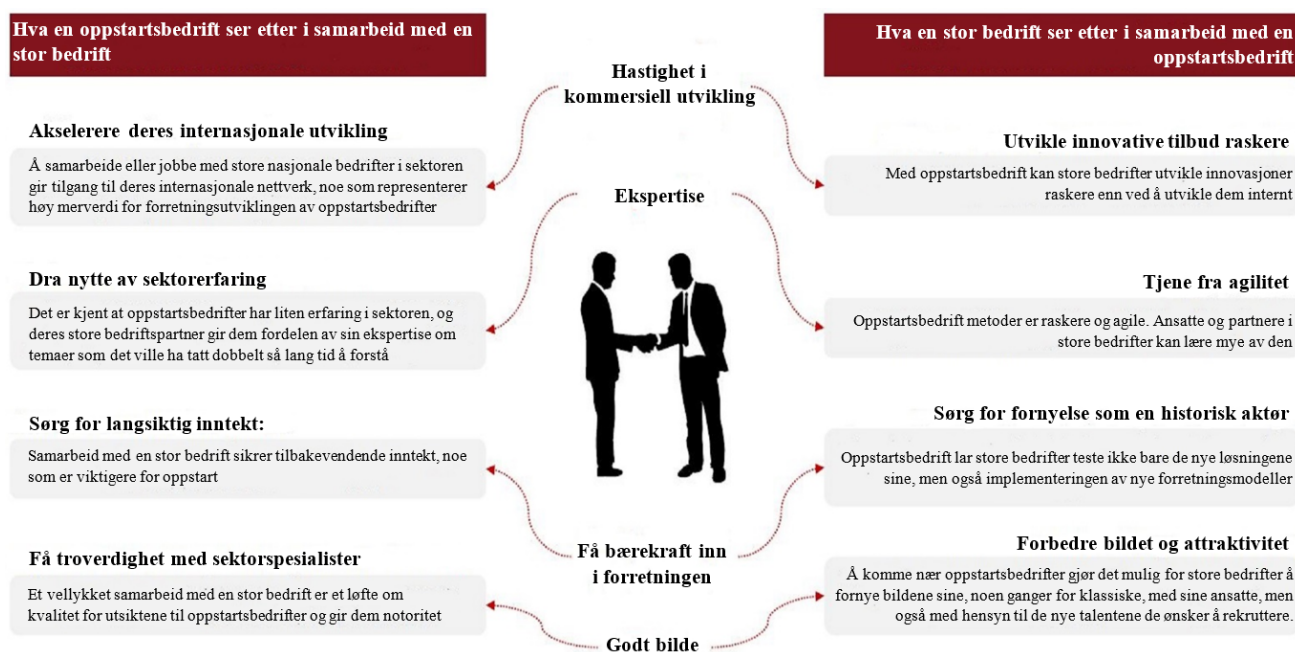 Hva en oppstartsbedrift ser etter i samarbeid med en
stor bedrift
Akselerere deres internasjonale utvikling
Å samarbeide eller jobbe med store nasjonale bedrifter i sektoren
gir tilgang til deres internasjonale nettverk, noe som representerer
høy merverdi for forretningsutviklingen av oppstartsbedrifter
Dra nytte av sektorerfaring
Det er kjent at oppstartsbedrifter har liten erfaring i sektoren, og
deres store bedriftspartner gir dem fordelen av sin ekspertise om
temaer som det ville ha tatt dobbelt så lang tid å forstå
Sørg for langsiktig inntekt:
Samarbeid med en stor bedrift sikrer tilbakevendende inntekt, noe
som er viktigere for oppstart
Få troverdighet med sektorspesialister
Et vellykket samarbeid med en stor bedrift er et løfte om
kvalitet for utsiktene til oppstartsbedrifter og gir dem notoritet
Hastighet i
kommersiell utvikling
Ekspertise
Få bærekraft inn
i forretningen
Godt bilde
Hva en stor bedrift ser etter i samarbeid med en
oppstartsbedrift
Utvikle innovative tilbud raskere
Med oppstartsbedrift kan store bedrifter utvikle innovasjoner
raskere enn ved å utvikle dem internt
Tjene fra agilitet
Oppstartsbedrift metoder er raskere og agile. Ansatte og partnere i
store bedrifter kan lære mye av den
Sørg for fornyelse som en historisk aktør
Oppstartsbedrift lar store bedrifter teste ikke bare de nye løsningene
sine, men også implementeringen av nye forretningsmodeller
Forbedre bildet og attraktivitet
Å komme nær oppstartsbedrifter gjør det mulig for store bedrifter å
fornye bildene sine, noen ganger for klassiske, med sine ansatte, men
også med hensyn til de nye talentene de ønsker å rekruttere.